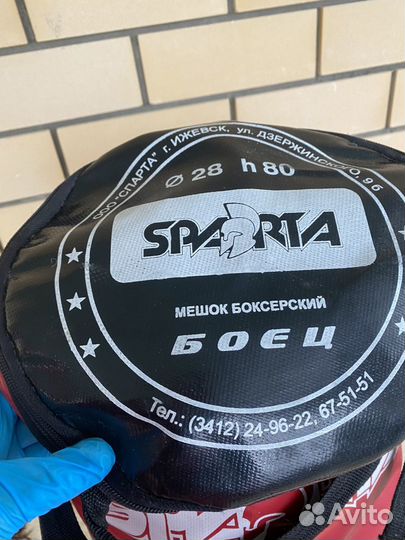 ООО "СПАРТА" г. ИЖЕВСК, ул. ДЗЕРЖИНСКОГО, 9б
Ø 28 h 80
SPARTA
МЕШОК БОКСЕРСКИЙ
БОЕЦ
Тел.: (3412) 24-96-22, 67-51-51
Avito